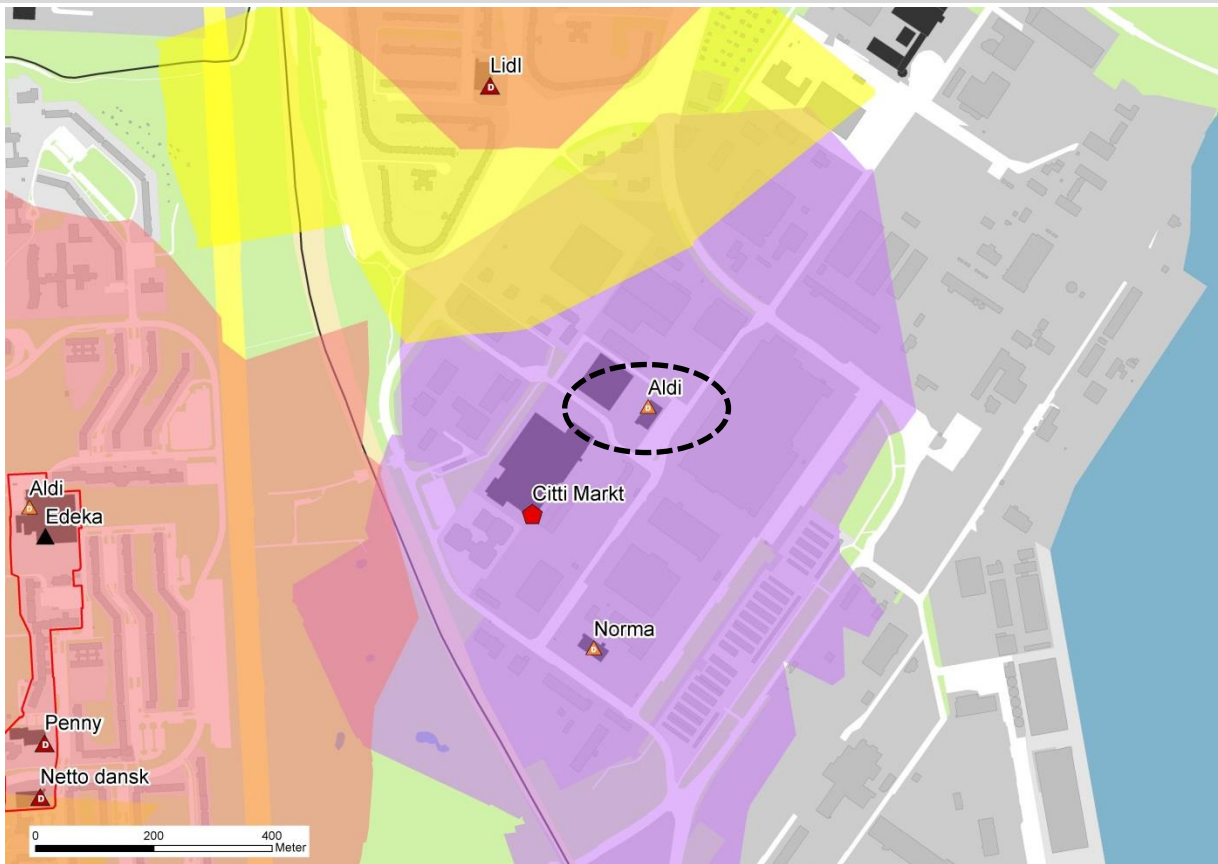 Lidl
D
Aldi
D
Citti Markt
Aldi
D
Edeka
Norma
D
Penny
D
Netto dansk
D
0 200 400
Meter